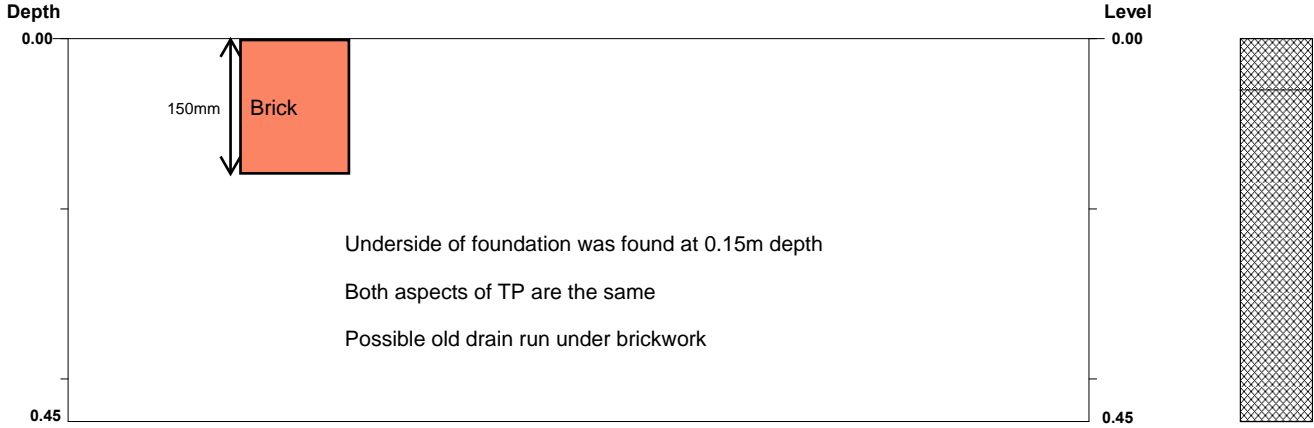 Depth
Level
0.00
0.00
150mm
Brick
Underside of foundation was found at 0.15m depth
Both aspects of TP are the same
Possible old drain run under brickwork
0.45
0.45